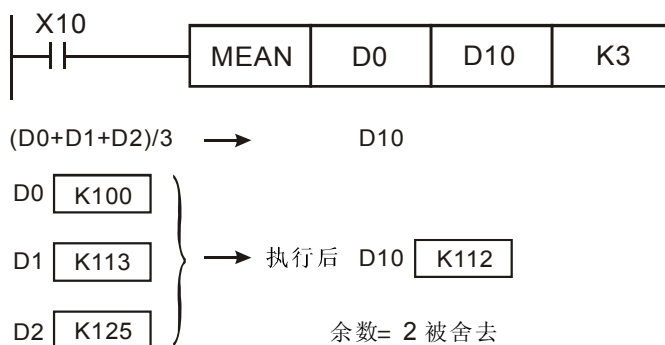 X10
MEAN D0 D10 K3
(D0+D1+D2)/3 → D10
D0 K100
D1 K113 → 执行后 D10 K112
D2 K125 余数= 2 被舍去